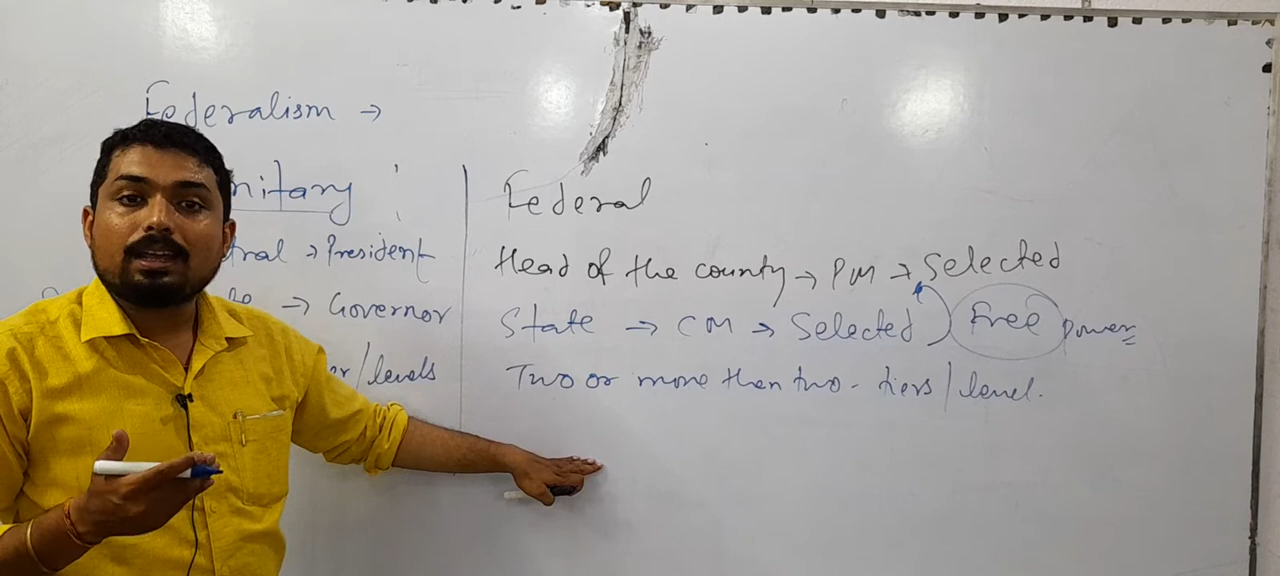 Federalism →
nitary
tral → President
→ Governor
/levels
Federal
Head of the county → PM → Selected
State → CM → Selected) Free power
Two or more then two - tiers/level.